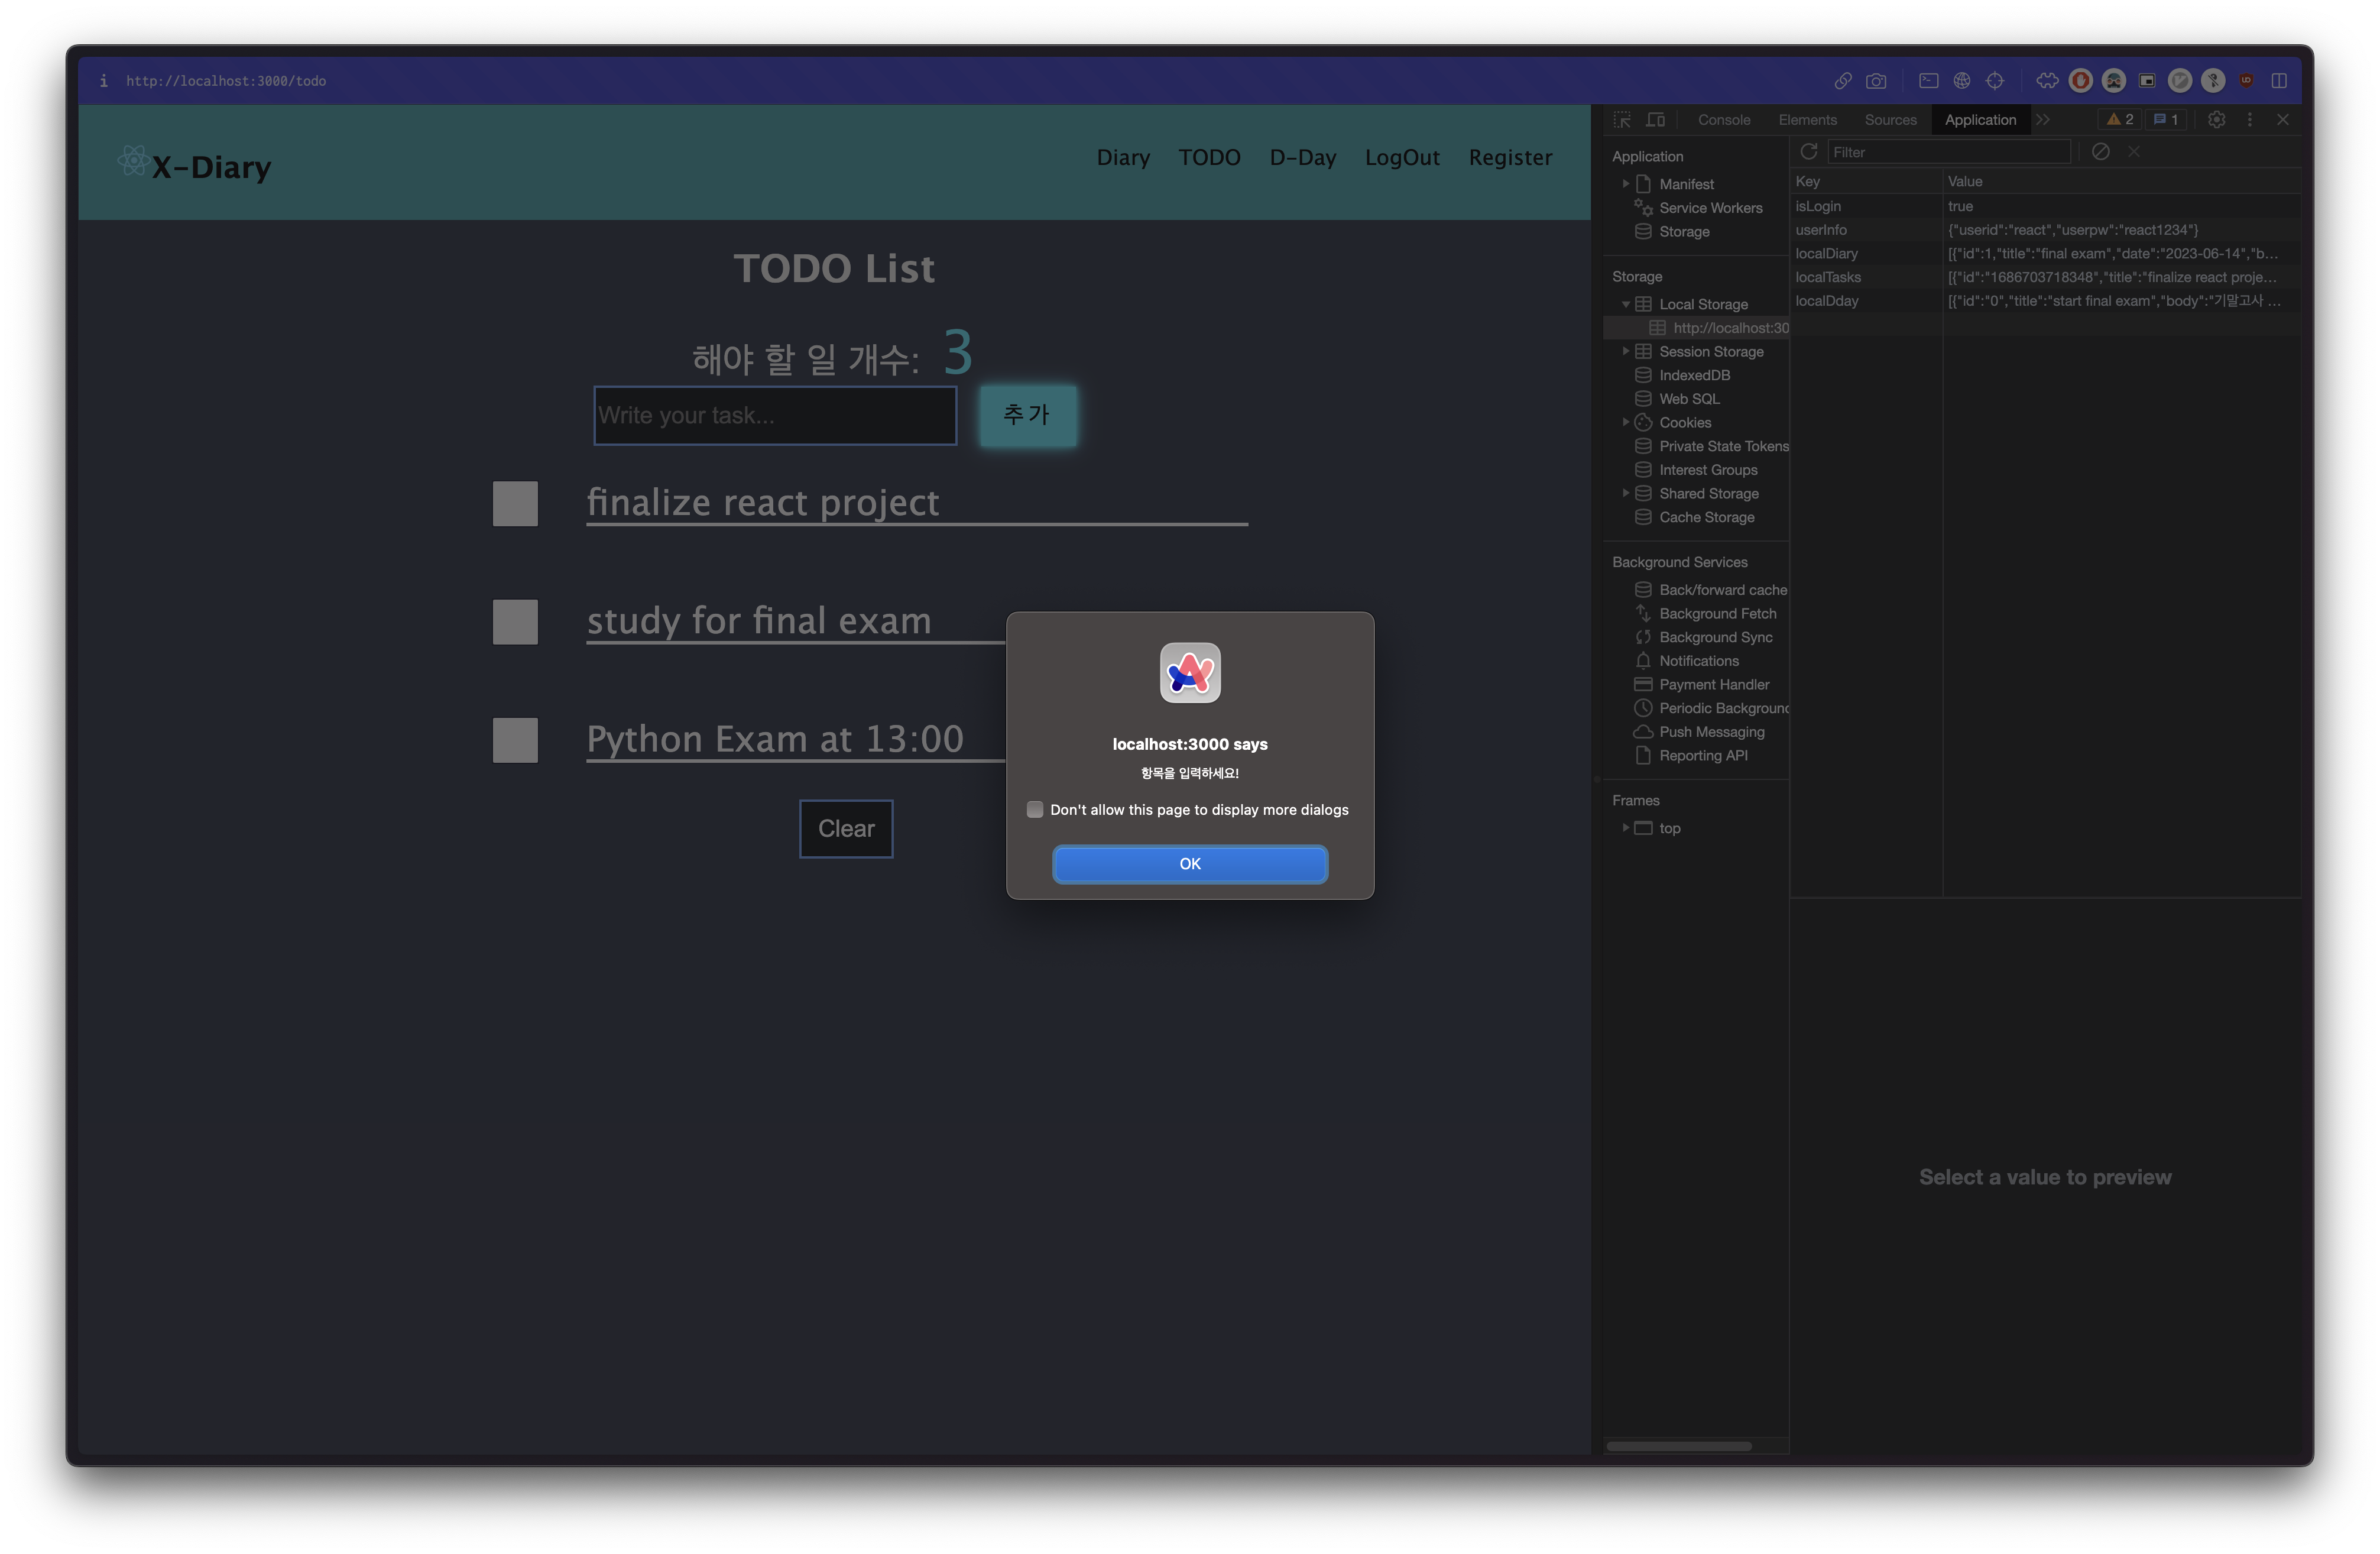 http://localhost:3000/todo
X-Diary
Diary TODO D-Day LogOut Register
TODO List
해야 할 일 개수: 3
Write your task...
추가
finalize react project
study for final exam
Python Exam at 13:00
Clear
localhost:3000 says
항목을 입력하세요!
Don't allow this page to display more dialogs
OK
Console Elements Sources Application 2 1
Application
Manifest
Service Workers
Storage
Storage
Local Storage
http://localhost:30
Session Storage
IndexedDB
Web SQL
Cookies
Private State Tokens
Interest Groups
Shared Storage
Cache Storage
Background Services
Back/forward cache
Background Fetch
Background Sync
Notifications
Payment Handler
Periodic Background
Push Messaging
Reporting API
Frames
top
Filter
Key Value
isLogin true
userInfo {"userid":"react","userpw":"react1234"}
localDiary [{"id":1,"title":"final exam","date":"2023-06-14","b…
localTasks [{"id":"1686703718348","title":"finalize react proje…
localDday [{"id":"0","title":"start final exam","body":"기말고사 …
Select a value to preview